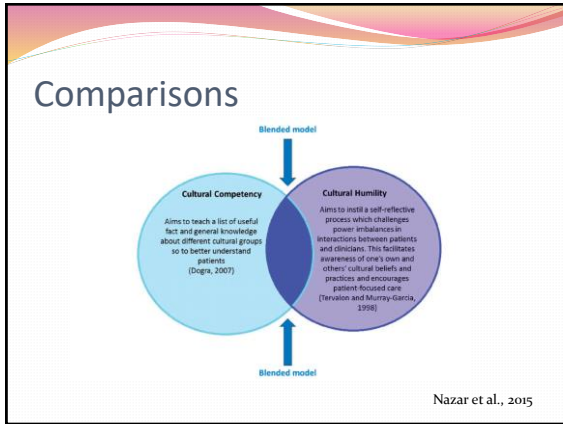 Comparisons
Blended model
Cultural Competency
Aims to teach a list of useful
fact and general knowledge
about different cultural groups
so to better understand
patients
(Dogra, 2007)
Cultural Humility
Aims to instil a self-reflective
process which challenges
power imbalances in
interactions between patients
and clinicians. This facilitates
awareness of one's own and
others' cultural beliefs and
practices and encourages
patient-focused care
(Tervalon and Murray-Garcia,
1998)
Blended model
Nazar et al., 2015